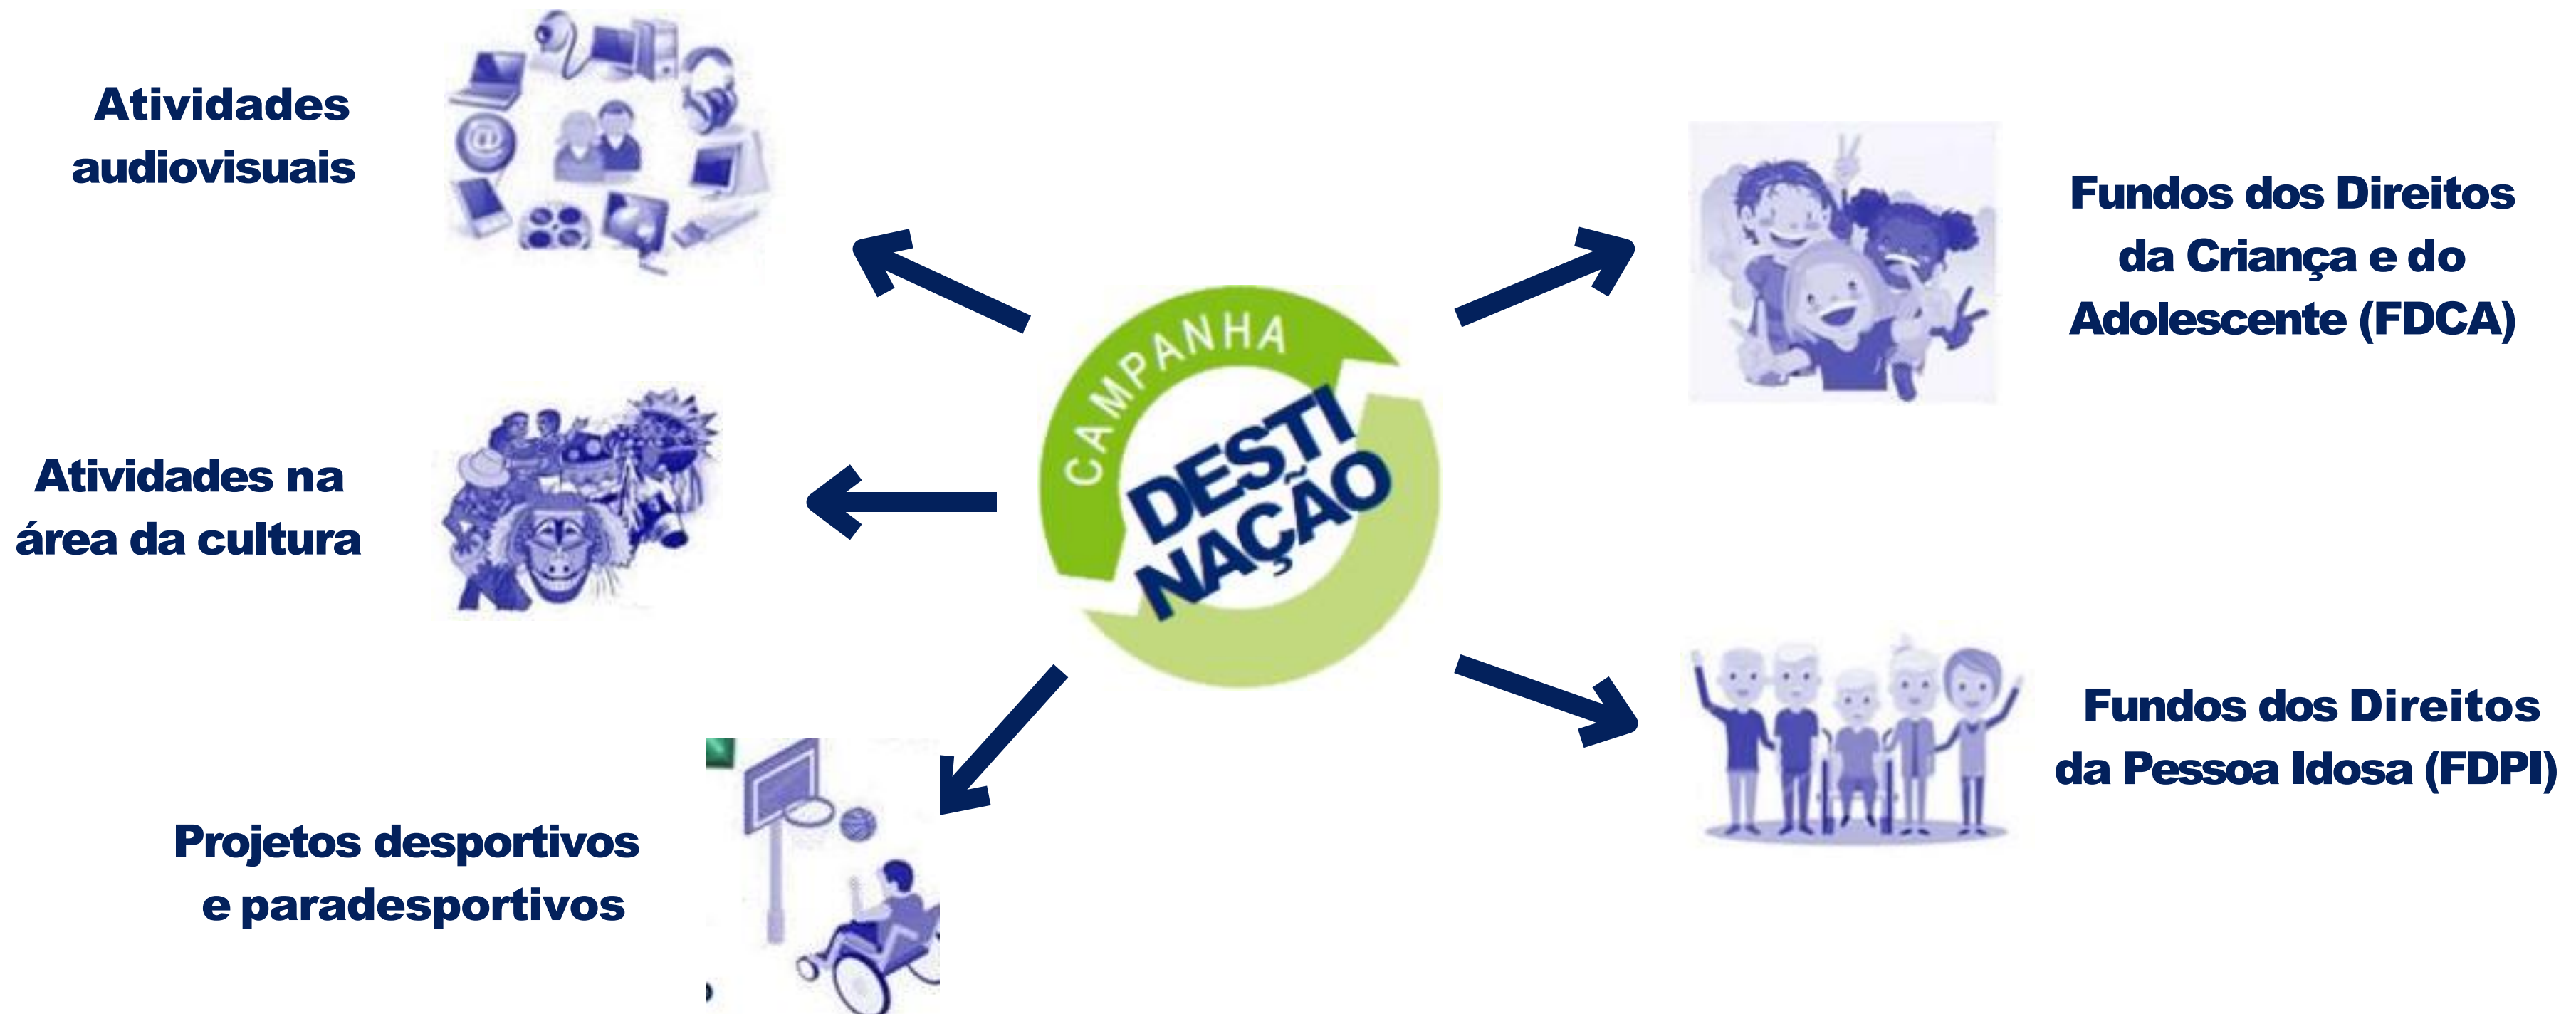 Atividades
audiovisuais
Atividades na
área da cultura
Projetos desportivos
e paradesportivos
CAMPANHA
DESTI
NAÇÃO
Fundos dos Direitos
da Criança e do
Adolescente (FDCA)
Fundos dos Direitos
da Pessoa Idosa (FDPI)
@